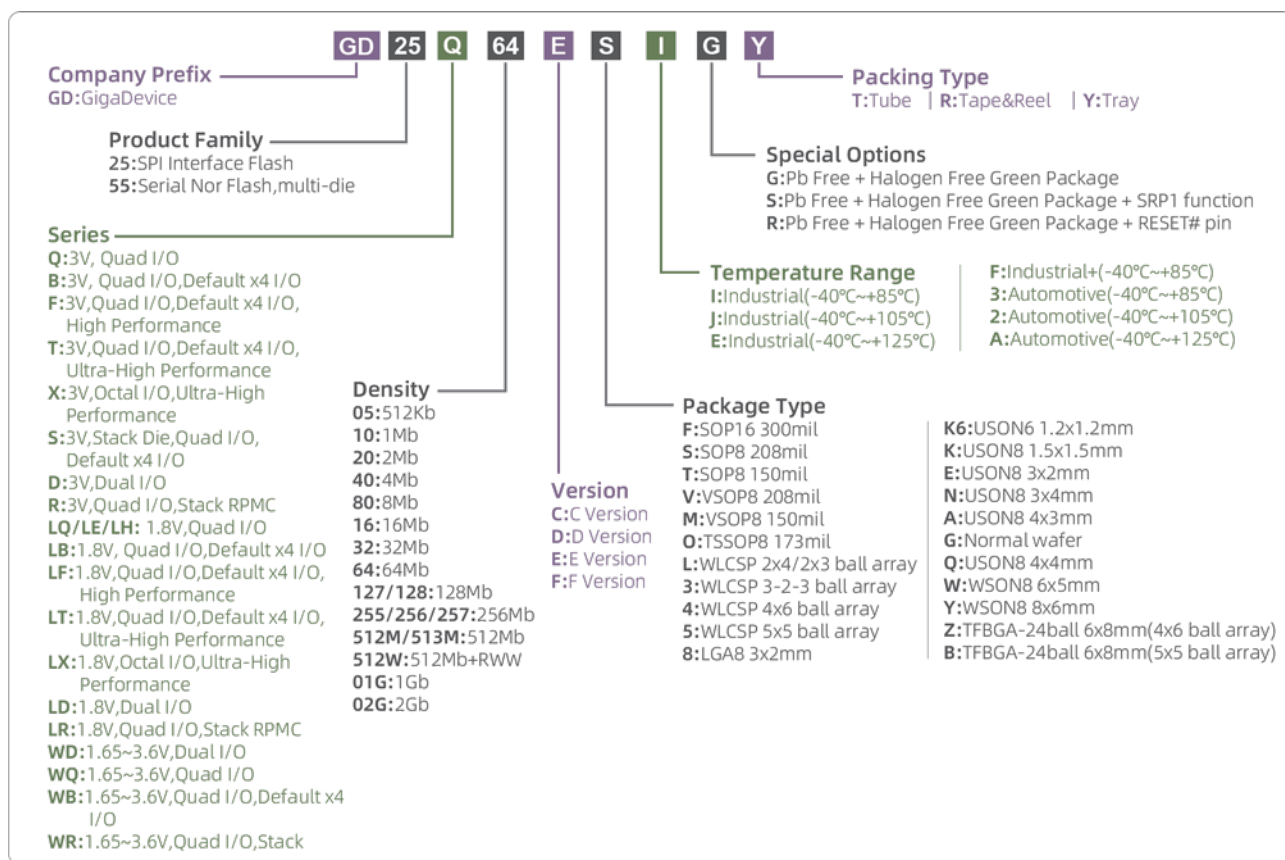 GD 25 Q 64 E S I G Y
Company Prefix
GD:GigaDevice
Packing Type
T:Tube | R:Tape&Reel | Y:Tray
Product Family
25:SPI Interface Flash
55:Serial Nor Flash,multi-die
Special Options
G:Pb Free + Halogen Free Green Package
S:Pb Free + Halogen Free Green Package + SRP1 function
R:Pb Free + Halogen Free Green Package + RESET# pin
Series
Q:3V, Quad I/O
B:3V, Quad I/O,Default x4 I/O
F:3V,Quad I/O,Default x4 I/O,
High Performance
T:3V,Quad I/O,Default x4 I/O,
Ultra-High Performance
X:3V,Octal I/O,Ultra-High
Performance
S:3V,Stack Die,Quad I/O,
Default x4 I/O
D:3V,Dual I/O
R:3V,Quad I/O,Stack RPMC
LQ/LE/LH: 1.8V,Quad I/O
LB:1.8V, Quad I/O,Default x4 I/O
LF:1.8V,Quad I/O,Default x4 I/O,
High Performance
LT:1.8V,Quad I/O,Default x4 I/O,
Ultra-High Performance
LX:1.8V,Octal I/O,Ultra-High
Performance
LD:1.8V,Dual I/O
LR:1.8V,Quad I/O,Stack RPMC
WD:1.65~3.6V,Dual I/O
WQ:1.65~3.6V,Quad I/O
WB:1.65~3.6V,Quad I/O,Default x4
I/O
WR:1.65~3.6V,Quad I/O,Stack
Temperature Range
I:Industrial(-40℃~+85℃)
J:Industrial(-40℃~+105℃)
E:Industrial(-40℃~+125℃)
F:Industrial+(-40℃~+85℃)
3:Automotive(-40℃~+85℃)
2:Automotive(-40℃~+105℃)
A:Automotive(-40℃~+125℃)
Density
05:512Kb
10:1Mb
20:2Mb
40:4Mb
80:8Mb
16:16Mb
32:32Mb
64:64Mb
127/128:128Mb
255/256/257:256Mb
512M/513M:512Mb
512W:512Mb+RWW
01G:1Gb
02G:2Gb
Version
C:C Version
D:D Version
E:E Version
F:F Version
Package Type
F:SOP16 300mil
S:SOP8 208mil
T:SOP8 150mil
V:VSOP8 208mil
M:VSOP8 150mil
O:TSSOP8 173mil
L:WLCSP 2x4/2x3 ball array
3:WLCSP 3-2-3 ball array
4:WLCSP 4x6 ball array
5:WLCSP 5x5 ball array
8:LGA8 3x2mm
K6:USON6 1.2x1.2mm
K:USON8 1.5x1.5mm
E:USON8 3x2mm
N:USON8 3x4mm
A:USON8 4x3mm
G:Normal wafer
Q:USON8 4x4mm
W:WSON8 6x5mm
Y:WSON8 8x6mm
Z:TFBGA-24ball 6x8mm(4x6 ball array)
B:TFBGA-24ball 6x8mm(5x5 ball array)